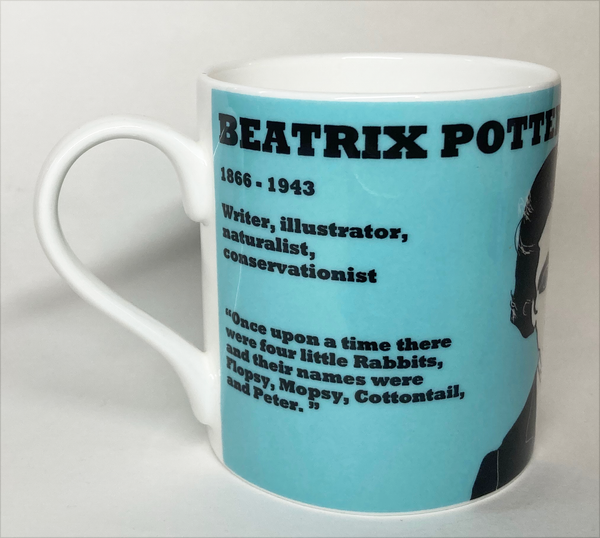 BEATRIX POTTE
1866 - 1943
Writer, illustrator,
naturalist,
conservationist
“Once upon a time there
were four little Rabbits,
and their names were
Flopsy, Mopsy, Cottontail,
and Peter. ”